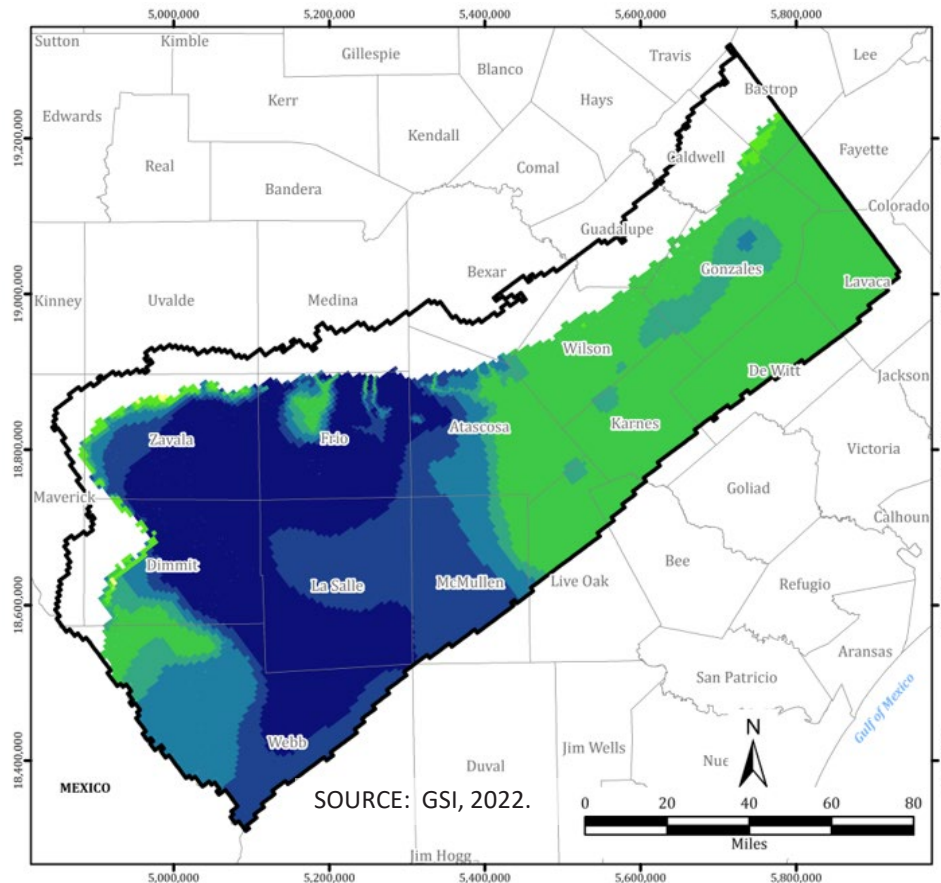 5,000,000 5,200,000 5,400,000 5,600,000 5,800,000
Sutton Kimble Gillespie Travis Lee
Blanco
Bastrop
Edwards Kerr Hays
19,200,000
Kendall
Real Caldwell Fayette
Comal
Bandera
Colorado
Guadalupe
Bexar Gonzales
Kinney Uvalde Medina Lavaca
19,000,000
Wilson
De Witt
Jackson
Zavala Frio Atascosa Karnes
18,800,000
Victoria
Maverick Goliad
Calhoun
Dimmit La Salle McMullen Live Oak Bee
Refugio
18,600,000
Aransas
San Patricio
Gulf of Mexico
Webb
Jim Wells
18,400,000
Duval Nue
N
MEXICO
SOURCE: GSI, 2022.
0 20 40 60 80
Miles
Jim Hogg
5,000,000 5,200,000 5,400,000 5,600,000 5,800,000